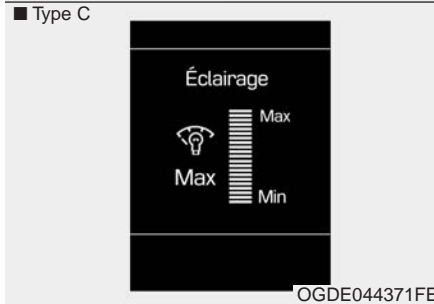 ■ Type C
Éclairage
Max
Max
Min
OGDE044371FE